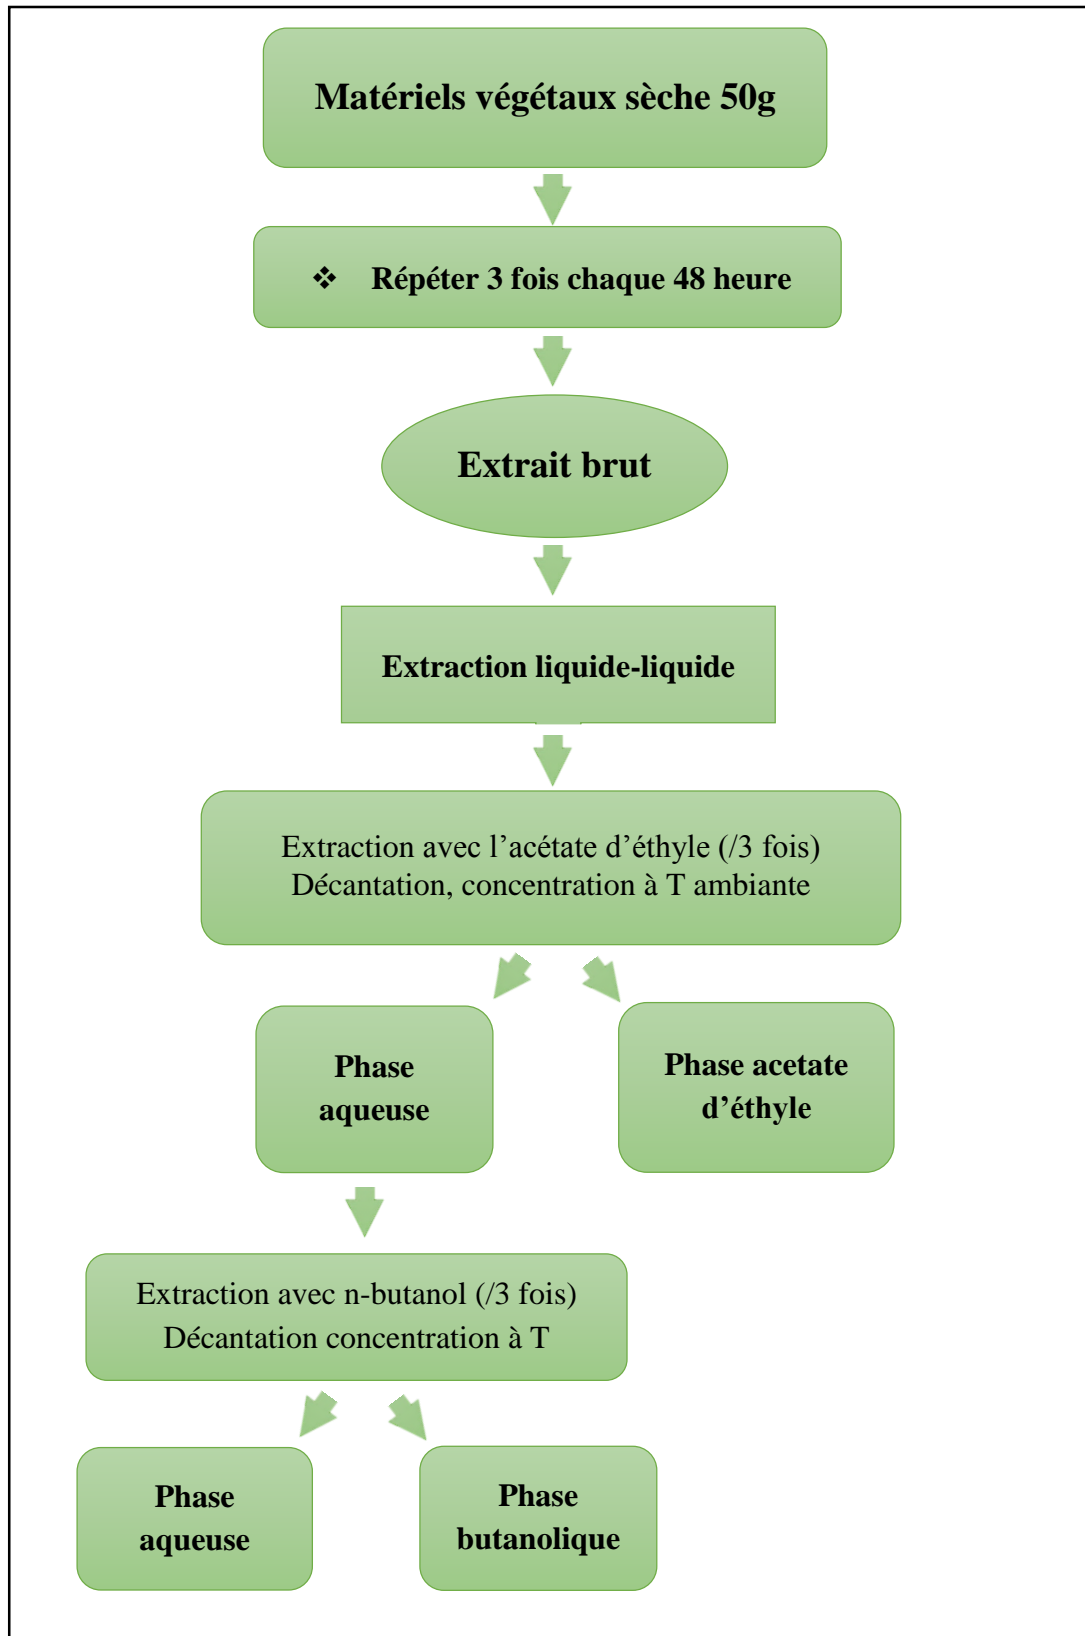 Matériels végétaux sèche 50g
❖ Répéter 3 fois chaque 48 heure
Extrait brut
Extraction liquide-liquide
Extraction avec l’acétate d’éthyle (/3 fois)
Décantation, concentration à T ambiante
Phase
aqueuse
Phase acetate
d’éthyle
Extraction avec n-butanol (/3 fois)
Décantation concentration à T
Phase
aqueuse
Phase
butanolique